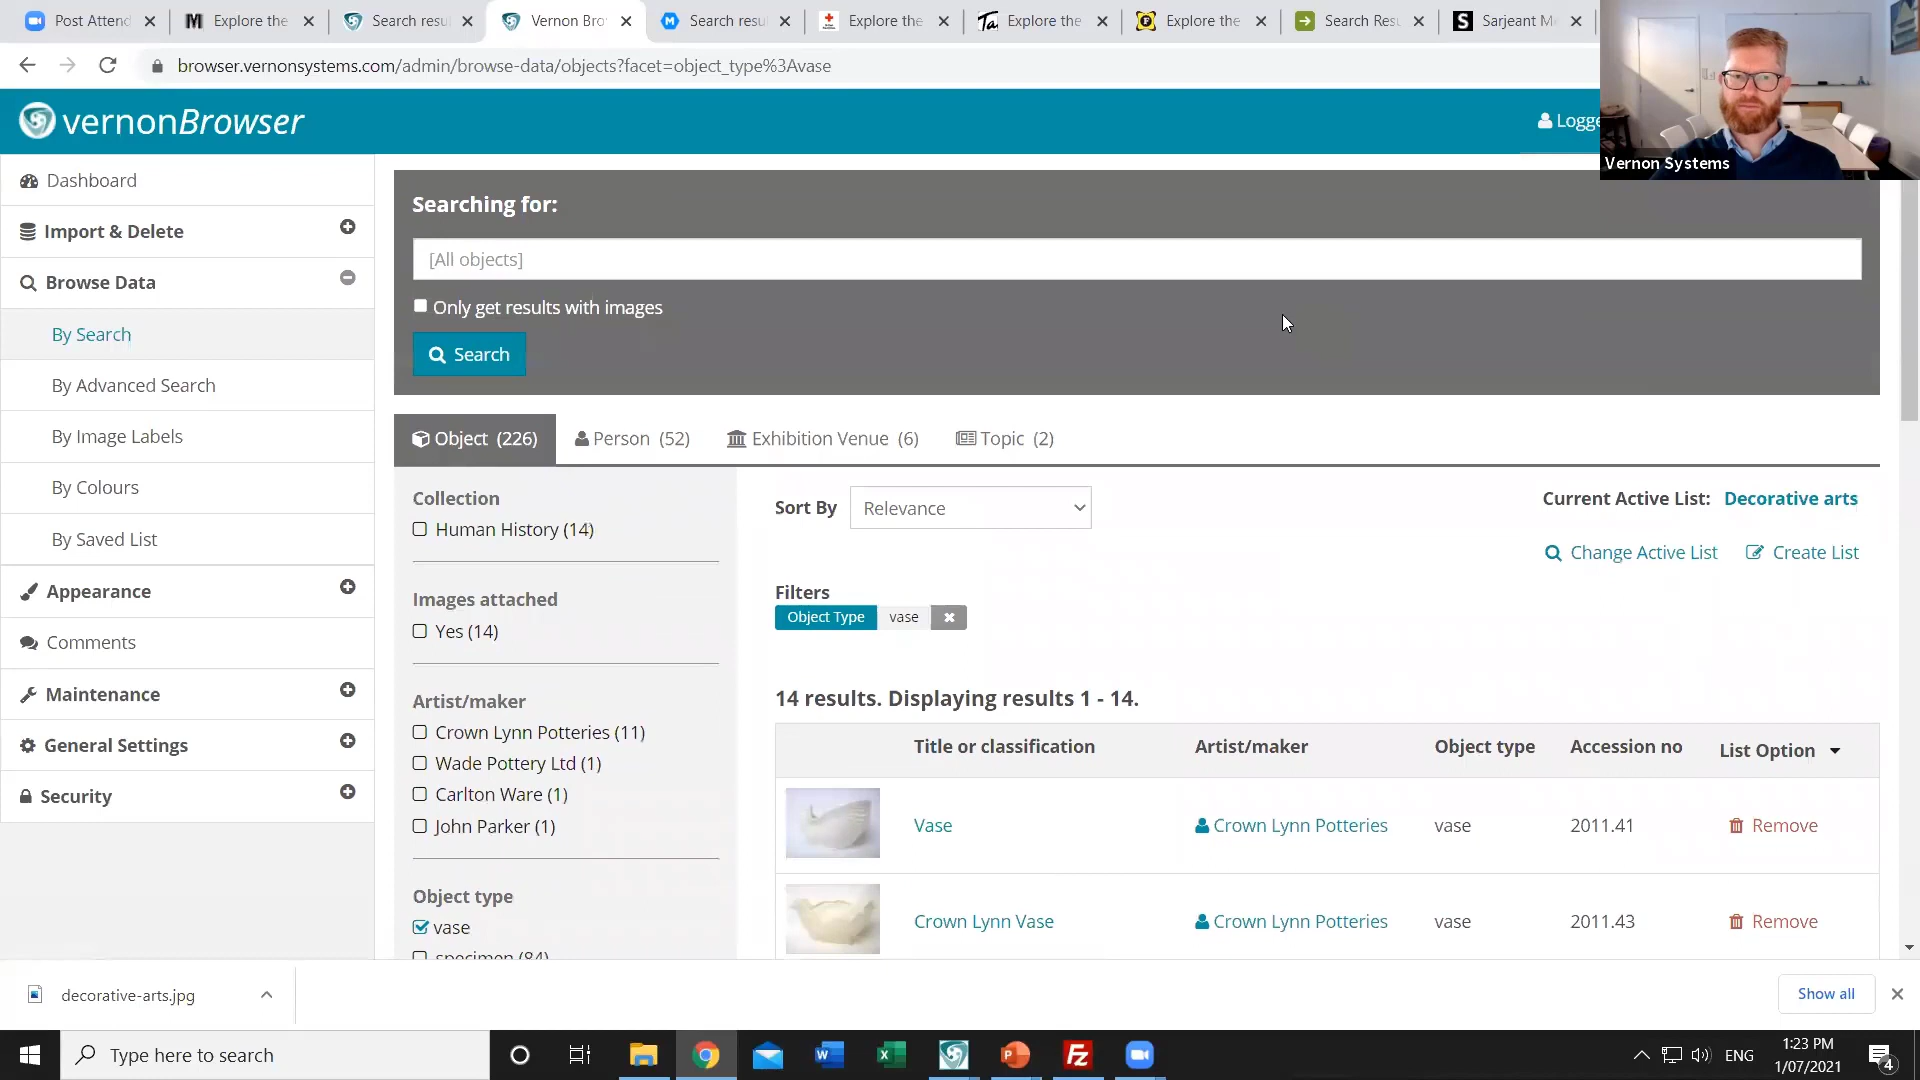 Post Attend
Explore the
Search resu
Vernon Bro
Search resu
Explore the
Explore the
Explore the
Search Res
Sarjeant M
browser.vernonsystems.com/admin/browse-data/objects?facet=object_type%3Avase
vernonBrowser
Logge
Vernon Systems
Dashboard
Import & Delete
Browse Data
By Search
By Advanced Search
By Image Labels
By Colours
By Saved List
Appearance
Comments
Maintenance
General Settings
Security
Searching for:
[All objects]
Only get results with images
Search
Object (226)
Person (52)
Exhibition Venue (6)
Topic (2)
Collection
Human History (14)
Images attached
Yes (14)
Artist/maker
Crown Lynn Potteries (11)
Wade Pottery Ltd (1)
Carlton Ware (1)
John Parker (1)
Object type
vase
specimen (84)
Sort By
Relevance
Current Active List: Decorative arts
Change Active List
Create List
Filters
Object Type vase
14 results. Displaying results 1 - 14.
Title or classification Artist/maker Object type Accession no List Option
Vase Crown Lynn Potteries vase 2011.41 Remove
Crown Lynn Vase Crown Lynn Potteries vase 2011.43 Remove
decorative-arts.jpg
Show all
Type here to search
ENG
1:23 PM
1/07/2021
4